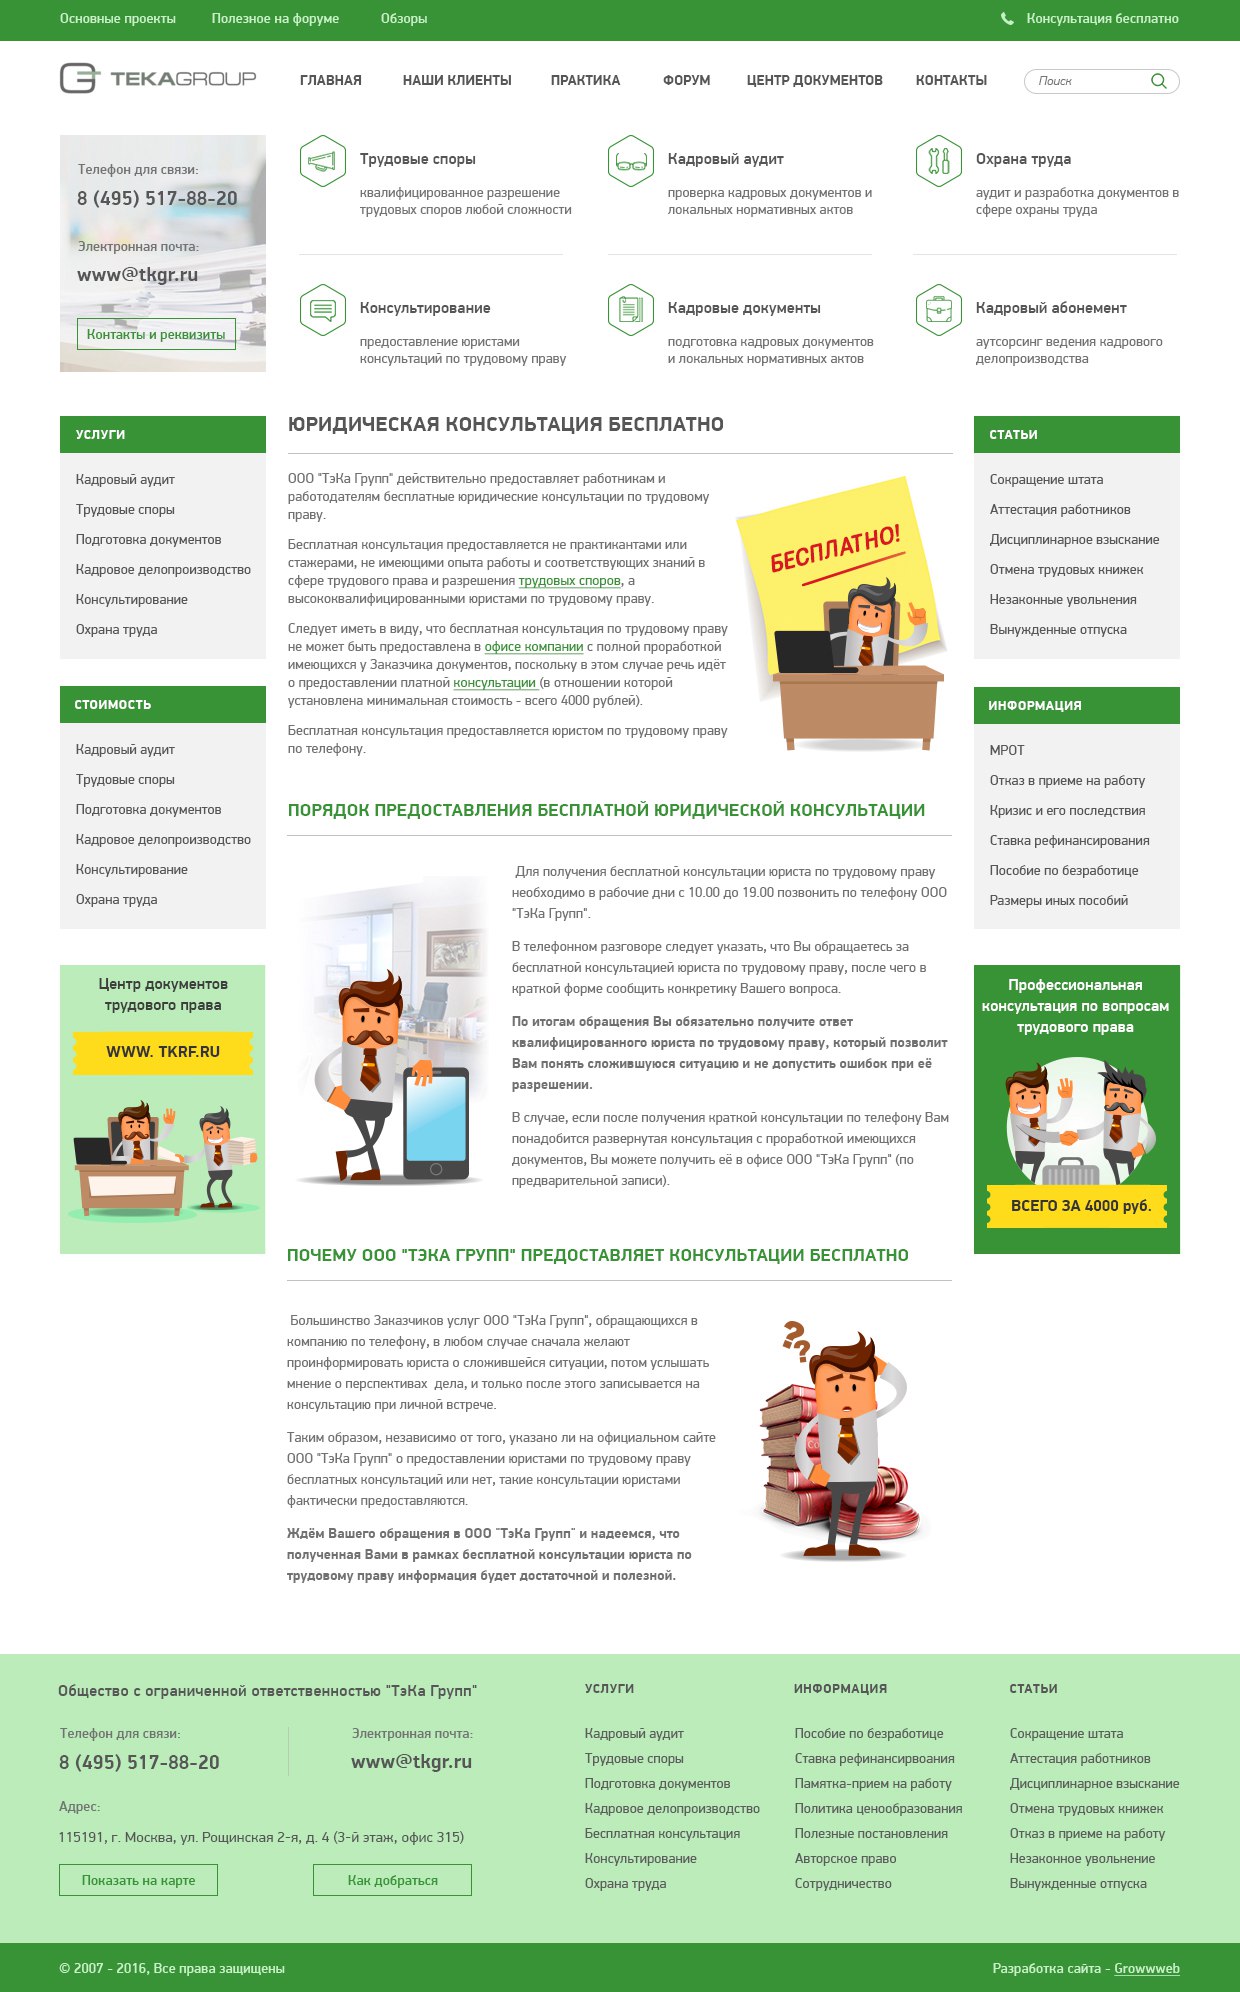 Основные проекты
Полезное на форуме
Обзоры
Консультация бесплатно
TEKAGROUP
ГЛАВНАЯ
НАШИ КЛИЕНТЫ
ПРАКТИКА
ФОРУМ
ЦЕНТР ДОКУМЕНТОВ
КОНТАКТЫ
Поиск
Телефон для связи:
8 (495) 517-88-20
Электронная почта:
www@tkgr.ru
Контакты и реквизиты
Трудовые споры
квалифицированное разрешение
трудовых споров любой сложности
Кадровый аудит
проверка кадровых документов и
локальных нормативных актов
Охрана труда
аудит и разработка документов в
сфере охраны труда
Консультирование
предоставление юристами
консультаций по трудовому праву
Кадровые документы
подготовка кадровых документов
и локальных нормативных актов
Кадровый абонемент
аутсорсинг ведения кадрового
делопроизводства
УСЛУГИ
Кадровый аудит
Трудовые споры
Подготовка документов
Кадровое делопроизводство
Консультирование
Охрана труда
СТОИМОСТЬ
Кадровый аудит
Трудовые споры
Подготовка документов
Кадровое делопроизводство
Консультирование
Охрана труда
Центр документов
трудового права
WWW. TKRF.RU
ЮРИДИЧЕСКАЯ КОНСУЛЬТАЦИЯ БЕСПЛАТНО
ООО "ТэКа Групп" действительно предоставляет работникам и
работодателям бесплатные юридические консультации по трудовому
праву.
Бесплатная консультация предоставляется не практикантами или
стажерами, не имеющими опыта работы и соответствующих знаний в
сфере трудового права и разрешения трудовых споров, а
высококвалифицированными юристами по трудовому праву.
Следует иметь в виду, что бесплатная консультация по трудовому праву
не может быть предоставлена в офисе компании с полной проработкой
имеющихся у Заказчика документов, поскольку в этом случае речь идёт
о предоставлении платной консультации (в отношении которой
установлена минимальная стоимость - всего 4000 рублей).
Бесплатная консультация предоставляется юристом по трудовому праву
по телефону.
БЕСПЛАТНО!
ПОРЯДОК ПРЕДОСТАВЛЕНИЯ БЕСПЛАТНОЙ ЮРИДИЧЕСКОЙ КОНСУЛЬТАЦИИ
Для получения бесплатной консультации юриста по трудовому праву
необходимо в рабочие дни с 10.00 до 19.00 позвонить по телефону ООО
"ТэКа Групп".
В телефонном разговоре следует указать, что Вы обращаетесь за
бесплатной консультацией юриста по трудовому праву, после чего в
краткой форме сообщить конкретику Вашего вопроса.
По итогам обращения Вы обязательно получите ответ
квалифицированного юриста по трудовому праву, который позволит
Вам понять сложившуюся ситуацию и не допустить ошибок при её
разрешении.
В случае, если после получения краткой консультации по телефону Вам
понадобится развернутая консультация с проработкой имеющихся
документов, Вы можете получить её в офисе ООО "ТэКа Групп" (по
предварительной записи).
ПОЧЕМУ ООО "ТЭКА ГРУПП" ПРЕДОСТАВЛЯЕТ КОНСУЛЬТАЦИИ БЕСПЛАТНО
Большинство Заказчиков услуг ООО "ТэКа Групп", обращающихся в
компанию по телефону, в любом случае сначала желают
проинформировать юриста о сложившейся ситуации, потом услышать
мнение о перспективах  дела, и только после этого записывается на
консультацию при личной встрече.
Таким образом, независимо от того, указано ли на официальном сайте
ООО "ТэКа Групп" о предоставлении юристами по трудовому праву
бесплатных консультаций или нет, такие консультации юристами
фактически предоставляются.
Ждём Вашего обращения в ООО "ТэКа Групп" и надеемся, что
полученная Вами в рамках бесплатной консультации юриста по
трудовому праву информация будет достаточной и полезной.
??
СТАТЬИ
Сокращение штата
Аттестация работников
Дисциплинарное взыскание
Отмена трудовых книжек
Незаконные увольнения
Вынужденные отпуска
ИНФОРМАЦИЯ
МРОТ
Отказ в приеме на работу
Кризис и его последствия
Ставка рефинансирования
Пособие по безработице
Размеры иных пособий
Профессиональная
консультация по вопросам
трудового права
ВСЕГО ЗА 4000 руб.
Общество с ограниченной ответственностью "ТэКа Групп"
Телефон для связи:
8 (495) 517-88-20
Электронная почта:
www@tkgr.ru
Адрес:
115191, г. Москва, ул. Рощинская 2-я, д. 4 (3-й этаж, офис 315)
Показать на карте
Как добраться
УСЛУГИ
Кадровый аудит
Трудовые споры
Подготовка документов
Кадровое делопроизводство
Бесплатная консультация
Консультирование
Охрана труда
ИНФОРМАЦИЯ
Пособие по безработице
Ставка рефинансирвоания
Памятка-прием на работу
Политика ценообразования
Полезные постановления
Авторское право
Сотрудничество
СТАТЬИ
Сокращение штата
Аттестация работников
Дисциплинарное взыскание
Отмена трудовых книжек
Отказ в приеме на работу
Незаконное увольнение
Вынужденные отпуска
© 2007 - 2016, Все права защищены
Разработка сайта - Growwweb